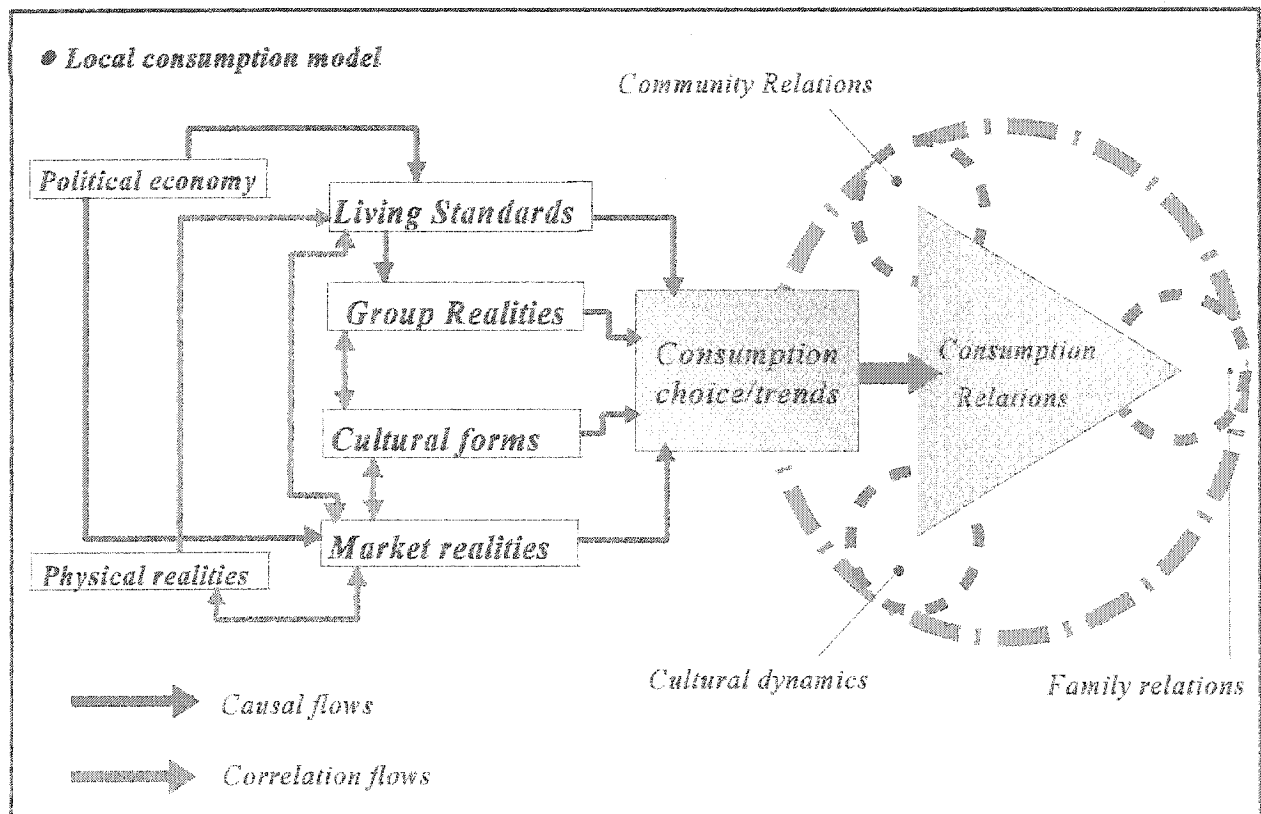 ● Local consumption model
Community Relations
Political economy
Living Standards
Group Realities
Consumption
choice/trends
Consumption
Relations
Cultural forms
Market realities
Physical realities
Cultural dynamics
Family relations
Causal flows
Correlation flows